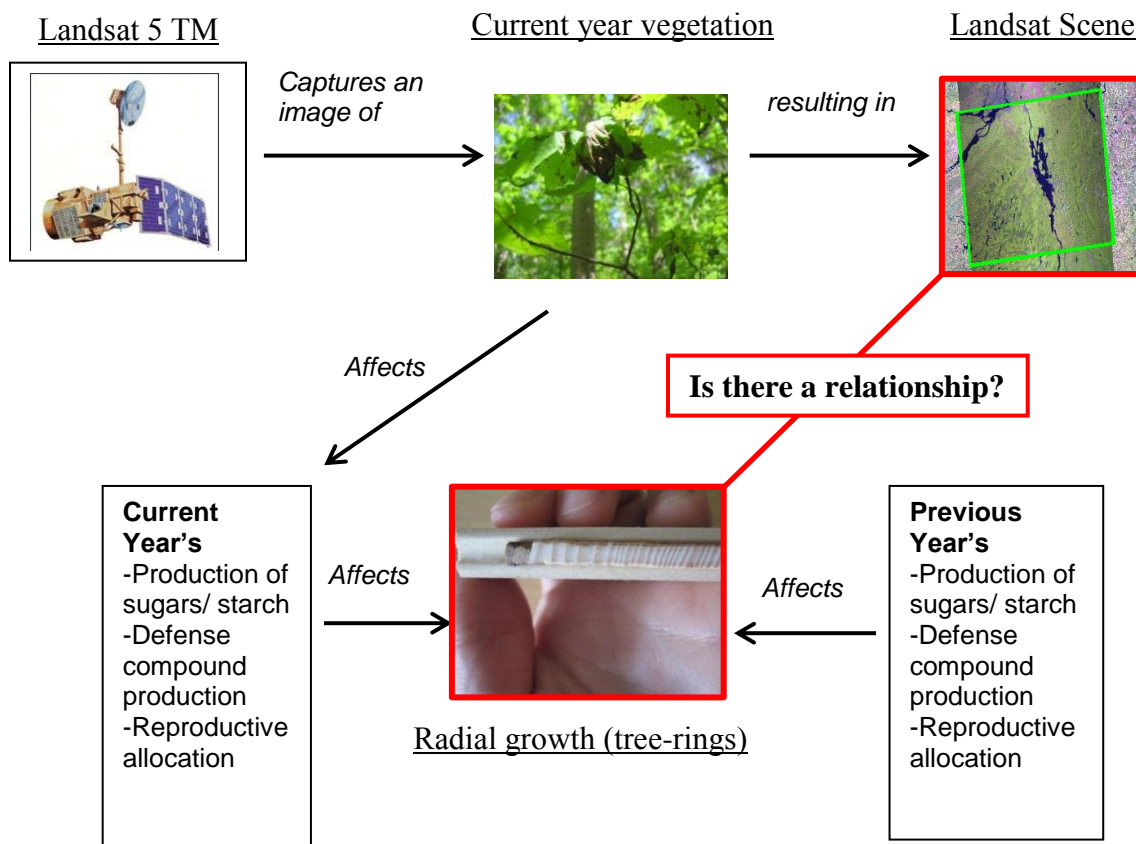 Landsat 5 TM
Current year vegetation
Landsat Scene
Captures an
image of
resulting in
Affects
Is there a relationship?
Current
Year's
-Production of
sugars/ starch
-Defense
compound
production
-Reproductive
allocation
Affects
Affects
Previous
Year's
-Production of
sugars/ starch
-Defense
compound
production
-Reproductive
allocation
Radial growth (tree-rings)